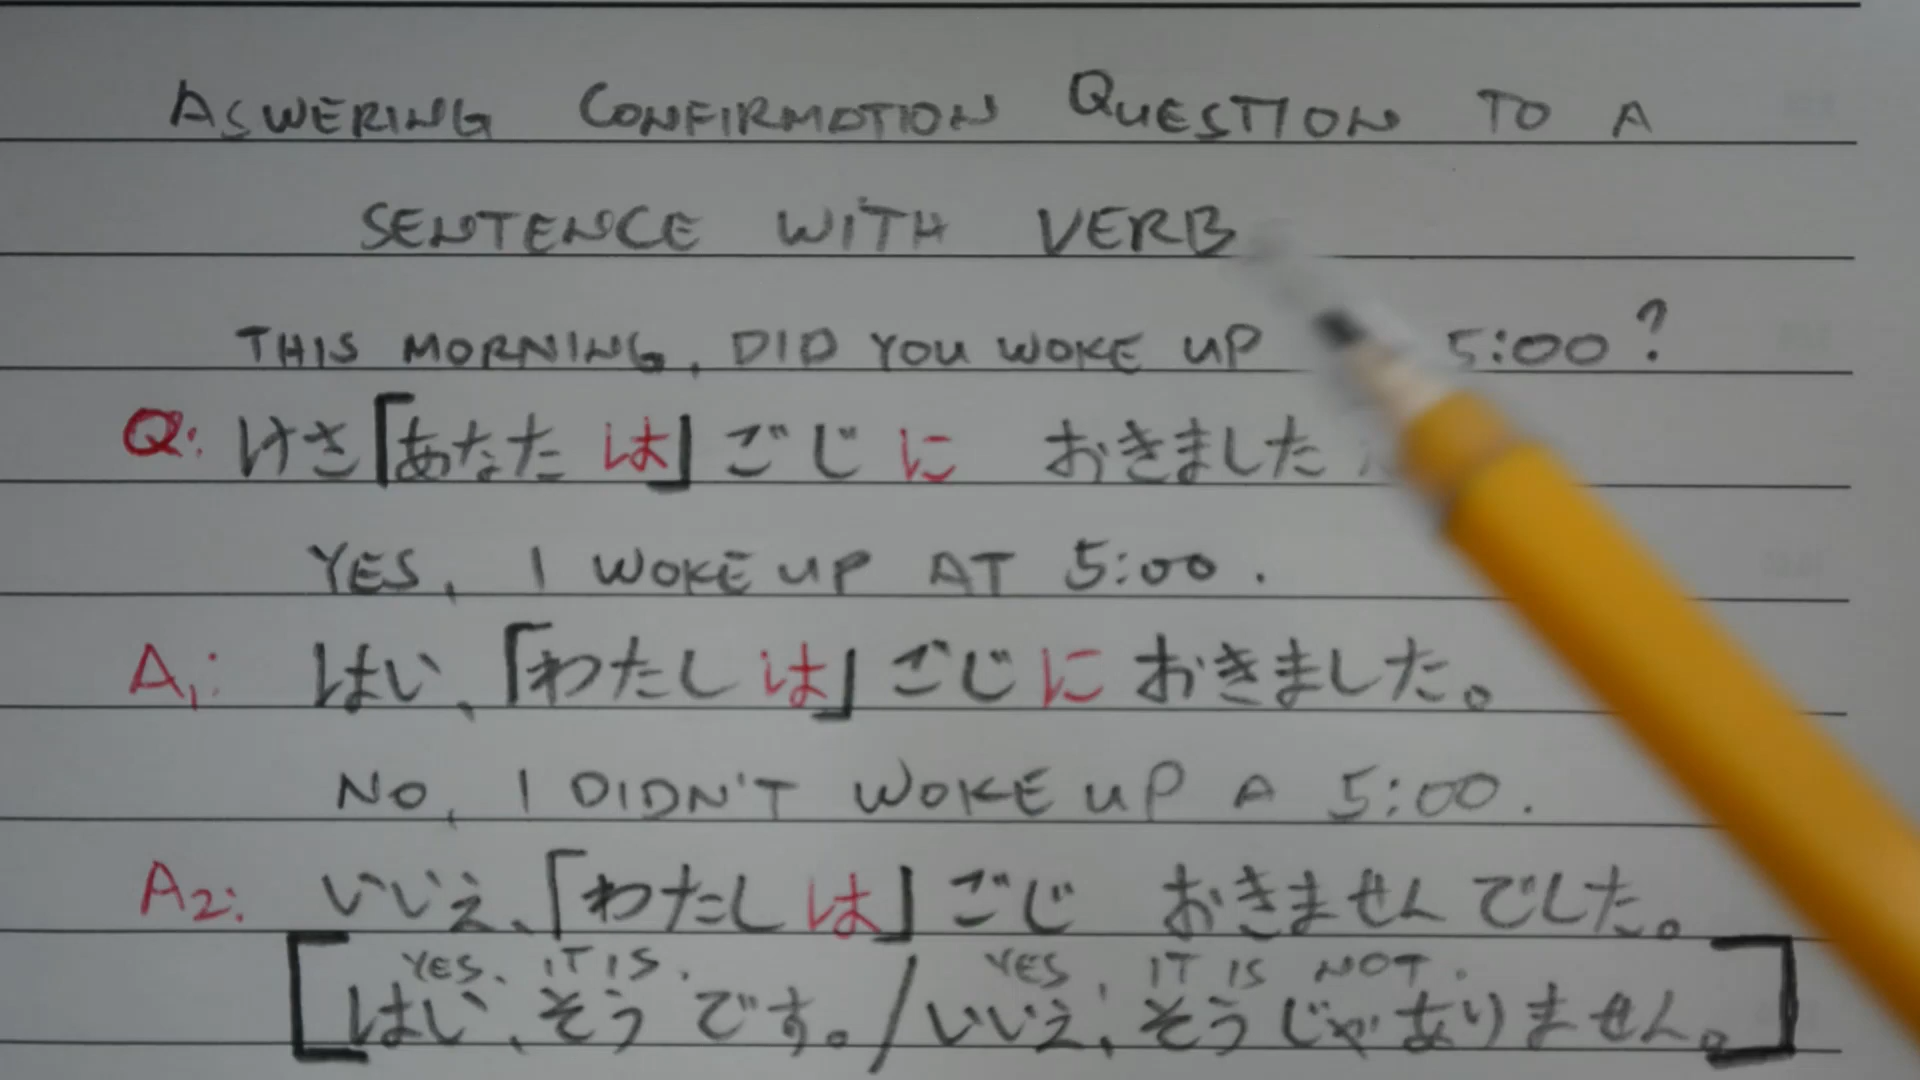 ASWERING CONFIRMATION QUESTION TO A
SENTENCE WITH VERB
THIS MORNING, DID YOU WOKE UP 5:00?
Q: けさ「あなたは」ごじに おきました
YES, I WOKE UP AT 5:00.
A1: はい、「わたしは」ごじに おきました。
NO, I DIDN'T WOKE UP A 5:00.
A2: いいえ、「わたしは」ごじ おきませんでした。
YES, IT IS. YES, IT IS NOT.
[はい、そうです。/いいえ、そうじゃありません。]